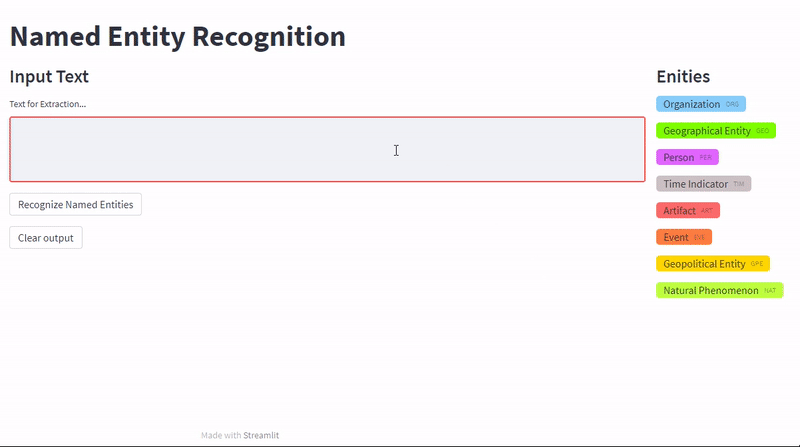 Named Entity Recognition
Input Text
Text for Extraction...
Recognize Named Entities
Clear output
Enities
Organization ORG
Geographical Entity GEO
Person PER
Time Indicator TIM
Artifact ART
Event EVE
Geopolitical Entity GPE
Natural Phenomenon NAT
Made with Streamlit